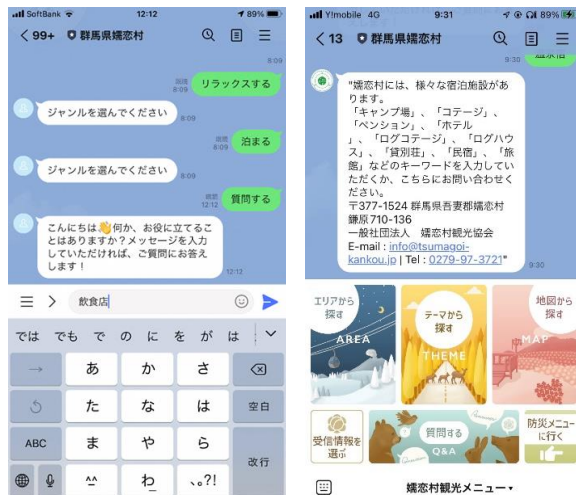 SoftBank
12:12
89%
99+
群馬県嬬恋村
8:09
リラックスする
既読
8:09
ジャンルを選んでください
8:09
泊まる
既読
8:09
ジャンルを選んでください
8:09
質問する
既読
12:12
こんにちは👋何か、お役に立てるこ
とはありますか？メッセージを入力
していただければ、ご質問にお答え
します！
12:12
飲食店
では でも で の に を が は
→ あ か さ
た な は 空白
ABC ま や ら
改行
^^ わ 、。?!
Y!mobile 4G
9:31
89%
13
群馬県嬬恋村
9:30
"嬬恋村には、様々な宿泊施設があ
ります。
「キャンプ場」、「コテージ」、
「ペンション」、「ホテル
」、「ログコテージ」、「ログハウ
ス」、「貸別荘」、「民宿」、「旅
館」などのキーワードを入力してい
ただくか、こちらにお問い合わせく
ださい。
〒377-1524 群馬県吾妻郡嬬恋村
鎌原710-136
一般社団法人 嬬恋村観光協会
E-mail : info@tsumagoi-
kankou.jp | Tel : 0279-97-3721"
9:30
エリアから
探す
AREA
テーマから
探す
THEME
地図から
探す
MAP
受信情報を
選ぶ
質問する
Q&A
防災メニュー
に行く
嬬恋村観光メニュー▾